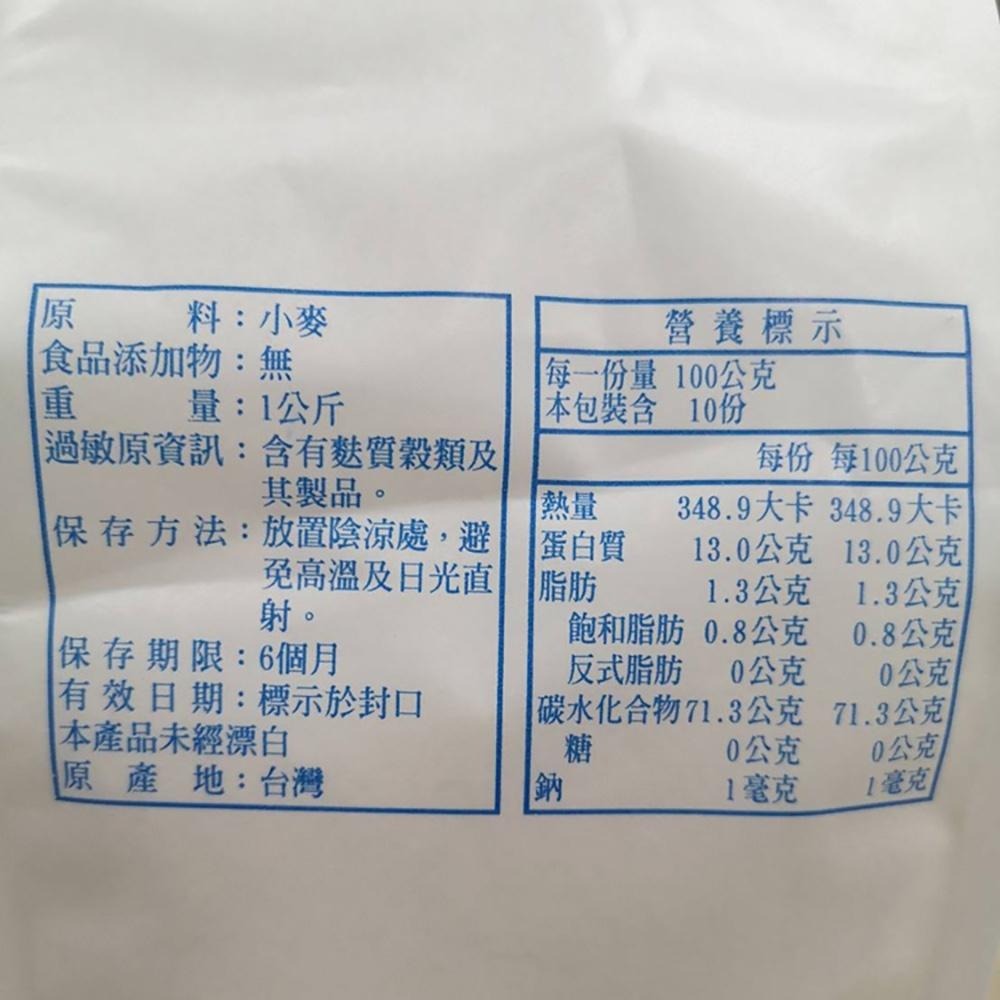 原料：小麥
食品添加物：無
重量：1公斤
過敏原資訊：含有麩質穀類及
其製品。
保存方法：放置陰涼處，避
免高溫及日光直
射。
保存期限：6個月
有效日期：標示於封口
本產品未經漂白
原產地：台灣
營養標示
每一份量 100公克
本包裝含 10份
每份 每100公克
熱量 348.9大卡 348.9大卡
蛋白質 13.0公克 13.0公克
脂肪 1.3公克 1.3公克
飽和脂肪 0.8公克 0.8公克
反式脂肪 0公克 0公克
碳水化合物 71.3公克 71.3公克
糖 0公克 0公克
鈉 1毫克 1毫克